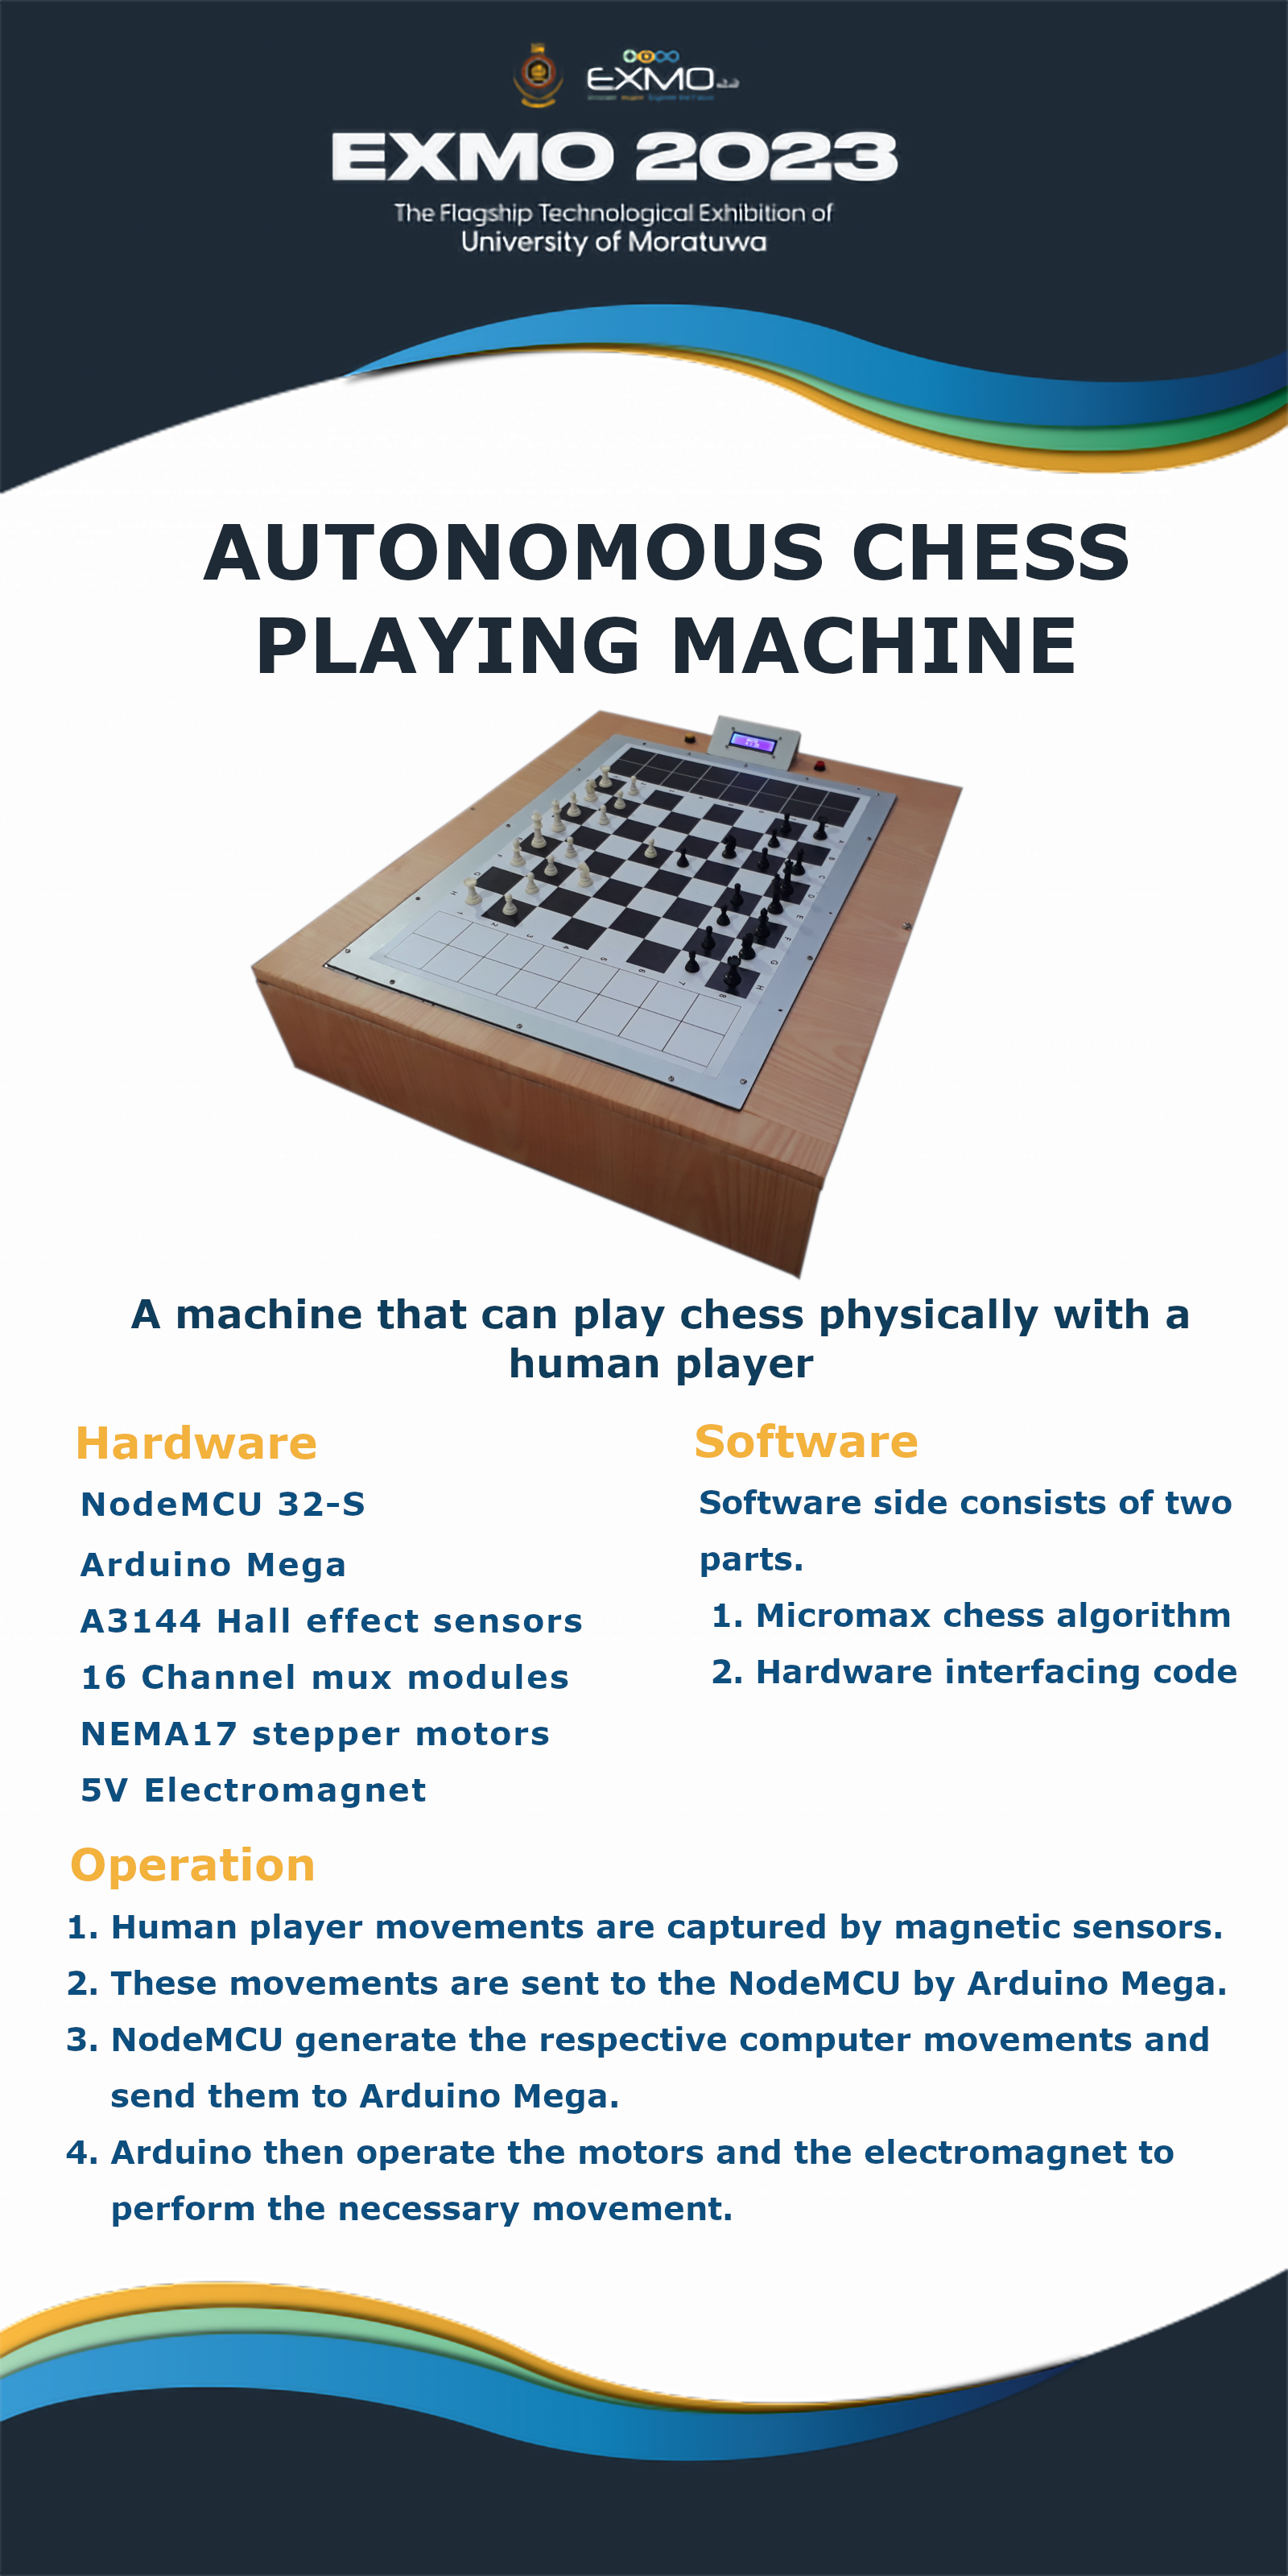 EXMO
EXMO 2023
The Flagship Technological Exhibition of
University of Moratuwa
AUTONOMOUS CHESS
PLAYING MACHINE
A machine that can play chess physically with a
human player
Hardware
NodeMCU 32-S
Arduino Mega
A3144 Hall effect sensors
16 Channel mux modules
NEMA17 stepper motors
5V Electromagnet
Software
Software side consists of two
parts.
1. Micromax chess algorithm
2. Hardware interfacing code
Operation
1. Human player movements are captured by magnetic sensors.
2. These movements are sent to the NodeMCU by Arduino Mega.
3. NodeMCU generate the respective computer movements and
send them to Arduino Mega.
4. Arduino then operate the motors and the electromagnet to
perform the necessary movement.